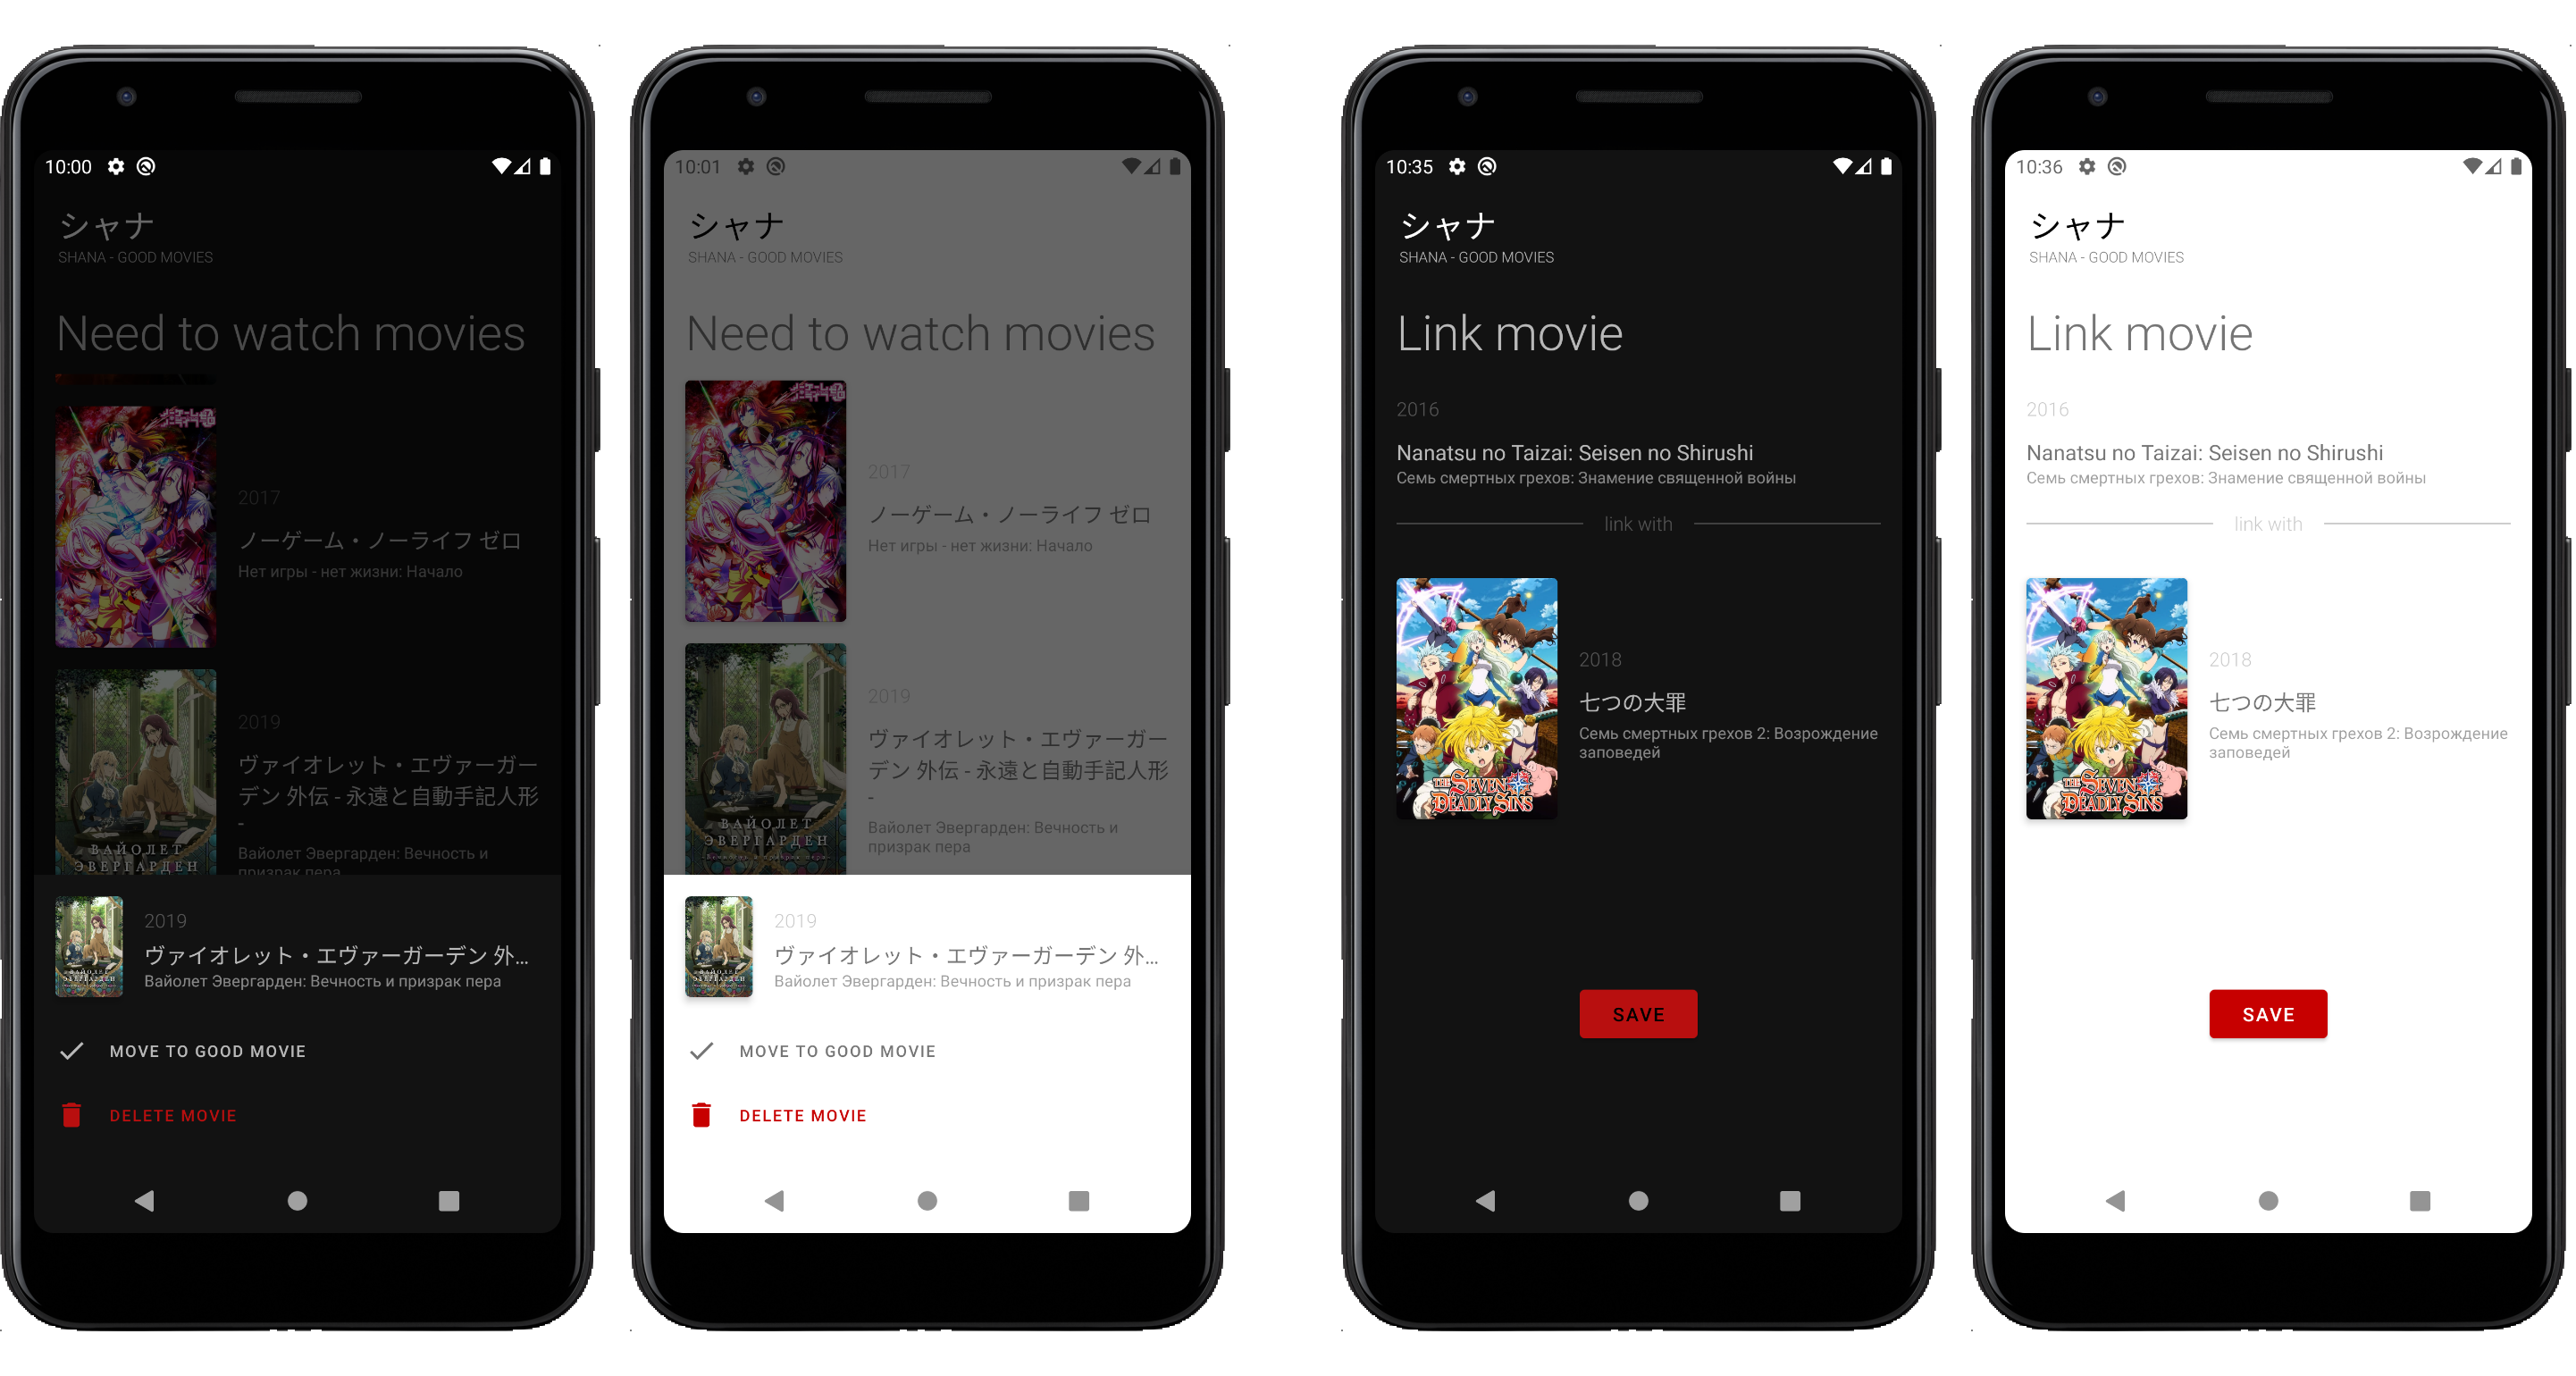 10:00
シャナ
SHANA - GOOD MOVIES
Need to watch movies
2017
ノーゲーム・ノーライフ ゼロ
Нет игры - нет жизни: Начало
2019
ヴァイオレット・エヴァーガー
デン 外伝 - 永遠と自動手記人形
-
Вайолет Эвергарден: Вечность и
призрак пера
ВАЙОЛЕТ
ЭВЕРГАРДЕН
2019
ヴァイオレット・エヴァーガーデン 外...
Вайолет Эвергарден: Вечность и призрак пера
MOVE TO GOOD MOVIE
DELETE MOVIE
10:01
シャナ
SHANA - GOOD MOVIES
Need to watch movies
2017
ノーゲーム・ノーライフ ゼロ
Нет игры - нет жизни: Начало
2019
ヴァイオレット・エヴァーガー
デン 外伝 - 永遠と自動手記人形
-
Вайолет Эвергарден: Вечность и
призрак пера
ВАЙОЛЕТ
ЭВЕРГАРДЕН
2019
ヴァイオレット・エヴァーガーデン 外...
Вайолет Эвергарден: Вечность и призрак пера
MOVE TO GOOD MOVIE
DELETE MOVIE
10:35
シャナ
SHANA - GOOD MOVIES
Link movie
2016
Nanatsu no Taizai: Seisen no Shirushi
Семь смертных грехов: Знамение священной войны
link with
2018
七つの大罪
Семь смертных грехов 2: Возрождение
заповедей
THE SEVEN
DEADLY SINS
SAVE
10:36
シャナ
SHANA - GOOD MOVIES
Link movie
2016
Nanatsu no Taizai: Seisen no Shirushi
Семь смертных грехов: Знамение священной войны
link with
2018
七つの大罪
Семь смертных грехов 2: Возрождение
заповедей
THE SEVEN
DEADLY SINS
SAVE